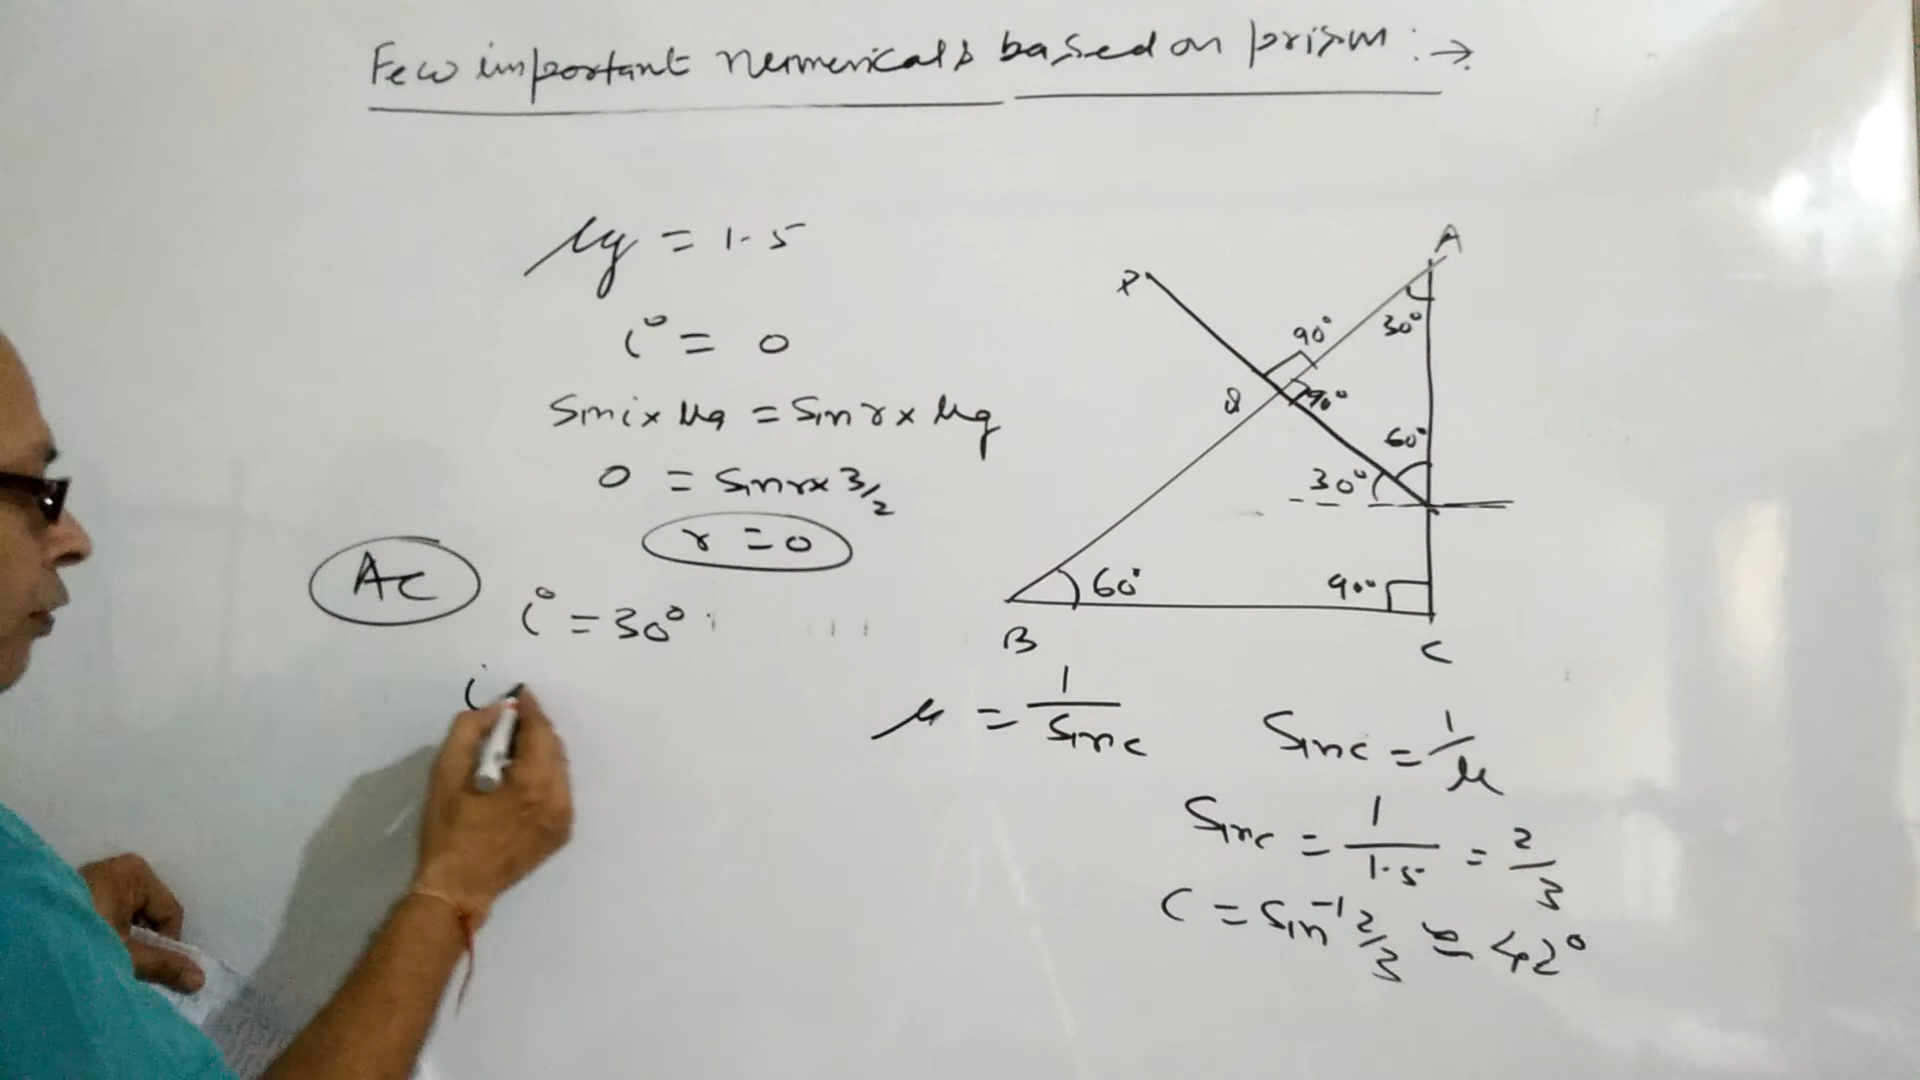 Few important numericals based on prism :→
μg = 1.5
i = 0
Sin i × μa = Sin r × μg
0 = Sin r × 3/2
r = 0
AC
i = 30°
i
A
P
90°
30°
Q
90°
60°
30°
60°
90°
B
C
μ = 1/Sin c
Sin c = 1/μ
Sin c = 1/1.5 = 2/3
C = Sin⁻¹ 2/3 ≃ 42°